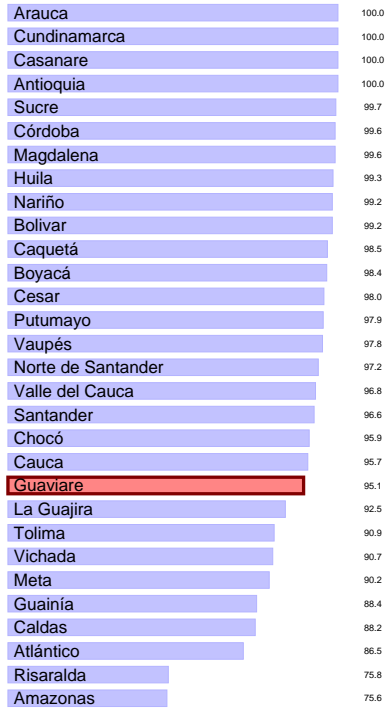 Arauca 100.0
Cundinamarca 100.0
Casanare 100.0
Antioquia 100.0
Sucre 99.7
Córdoba 99.6
Magdalena 99.6
Huila 99.3
Nariño 99.2
Bolivar 99.2
Caquetá 98.5
Boyacá 98.4
Cesar 98.0
Putumayo 97.9
Vaupés 97.8
Norte de Santander 97.2
Valle del Cauca 96.8
Santander 96.6
Chocó 95.9
Cauca 95.7
Guaviare 95.1
La Guajira 92.5
Tolima 90.9
Vichada 90.7
Meta 90.2
Guainía 88.4
Caldas 88.2
Atlántico 86.5
Risaralda 75.8
Amazonas 75.6